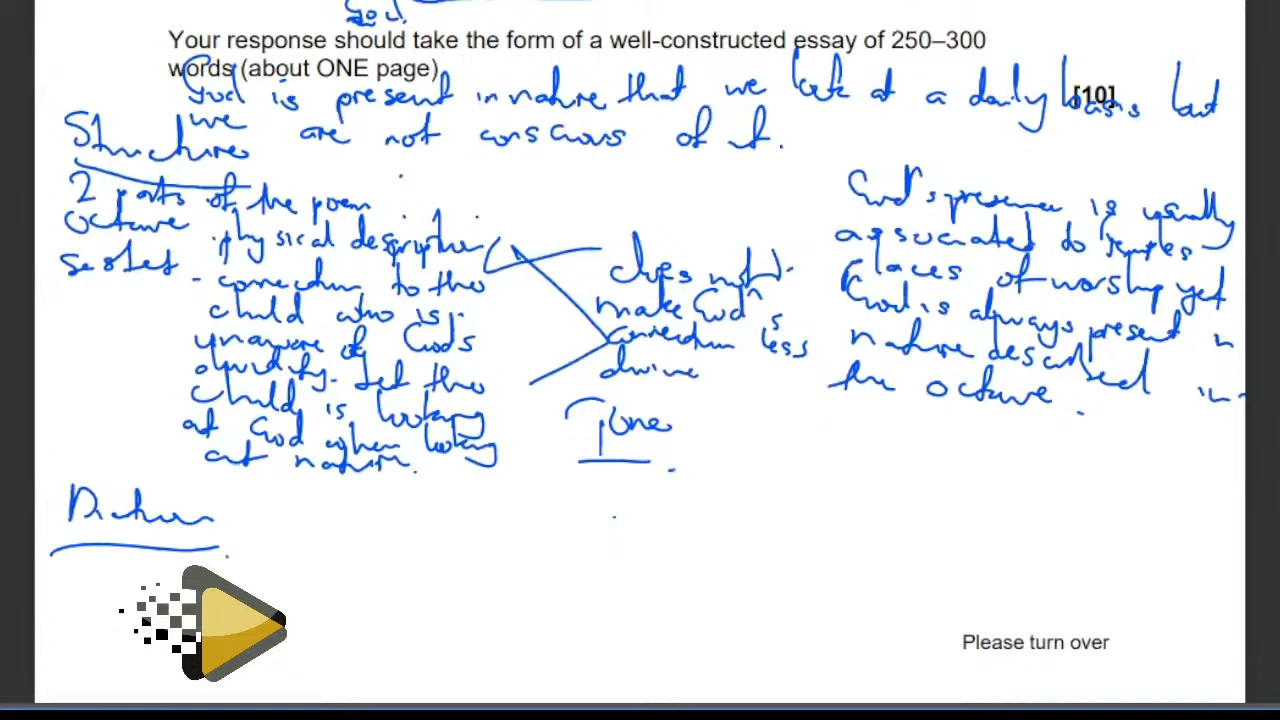 God.
Your response should take the form of a well-constructed essay of 250–300
words (about ONE page).
[10]
God is present in nature that we look at a daily basis but
we are not conscious of it.
Structure
2 parts of the poem
octave . physical description
sestet - connection to the
child who is
unaware of God's
divinity. Yet the
child is looking
at God when looking
at nature.
does not
make God's
connection less
divine
God's presence is usually
associated to temples
places of worship yet
God is always present in
nature described in
the octave.
Tone
Diction
Please turn over